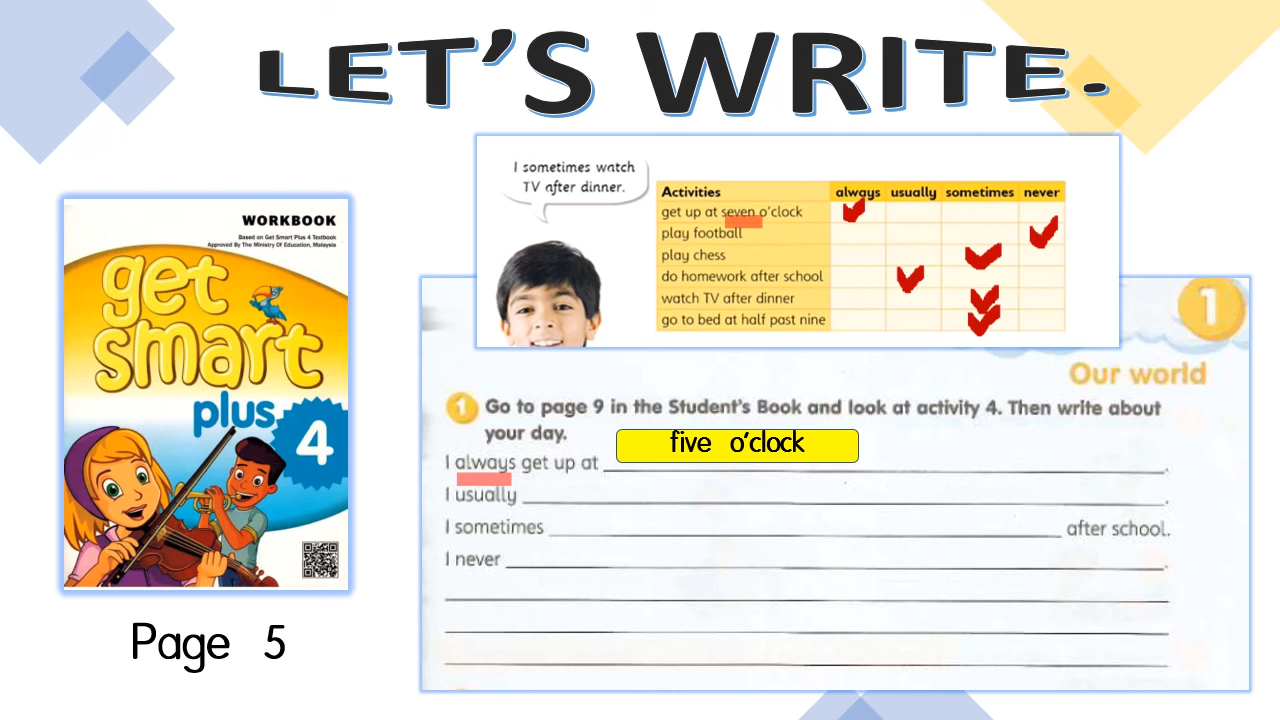 LET'S WRITE.
I sometimes watch
TV after dinner.
Activities always usually sometimes never
get up at seven o'clock
play football
play chess
do homework after school
watch TV after dinner
go to bed at half past nine
WORKBOOK
Based on Get Smart Plus 4 Textbook
Approved By The Ministry Of Education, Malaysia
get
smart
plus
4
1
Our world
1 Go to page 9 in the Student's Book and look at activity 4. Then write about
your day.
five o'clock
I always get up at .
I usually .
I sometimes after school.
I never .
Page 5